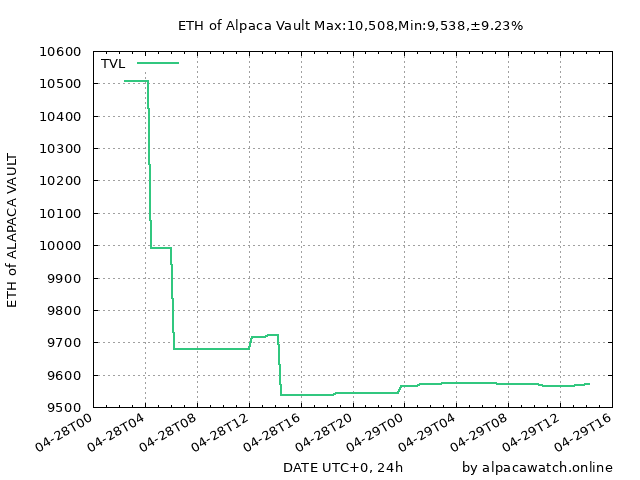 ETH of Alpaca Vault Max:10,508,Min:9,538,±9.23%
10600
TVL
10500
10400
10300
10200
10100
10000
9900
9800
9700
9600
9500
ETH of ALAPACA VAULT
04-28T00
04-28T04
04-28T08
04-28T12
04-28T16
04-28T20
04-29T00
04-29T04
04-29T08
04-29T12
04-29T16
DATE UTC+0, 24h
by alpacawatch.online